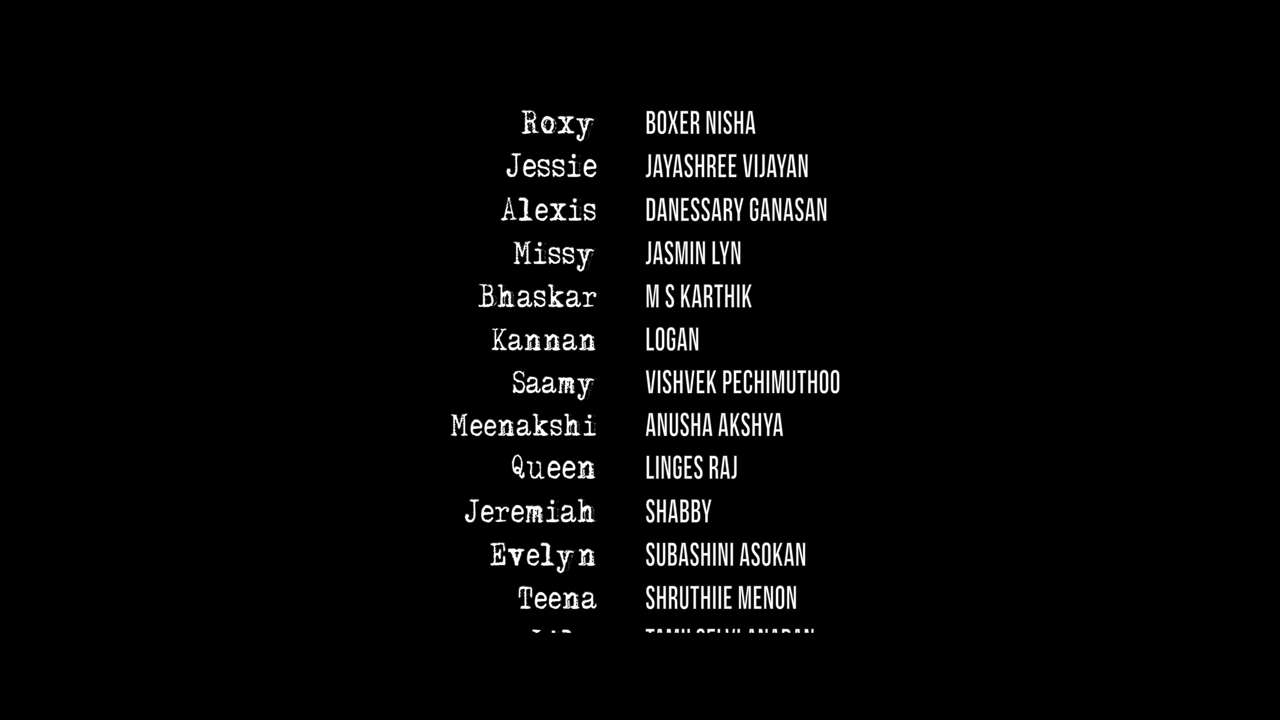 Roxy BOXER NISHA
Jessie JAYASHREE VIJAYAN
Alexis DANESSARY GANASAN
Missy JASMIN LYN
Bhaskar M S KARTHIK
Kannan LOGAN
Saamy VISHVEK PECHIMUTHOO
Meenakshi ANUSHA AKSHYA
Queen LINGES RAJ
Jeremiah SHABBY
Evelyn SUBASHINI ASOKAN
Teena SHRUTHIIE MENON